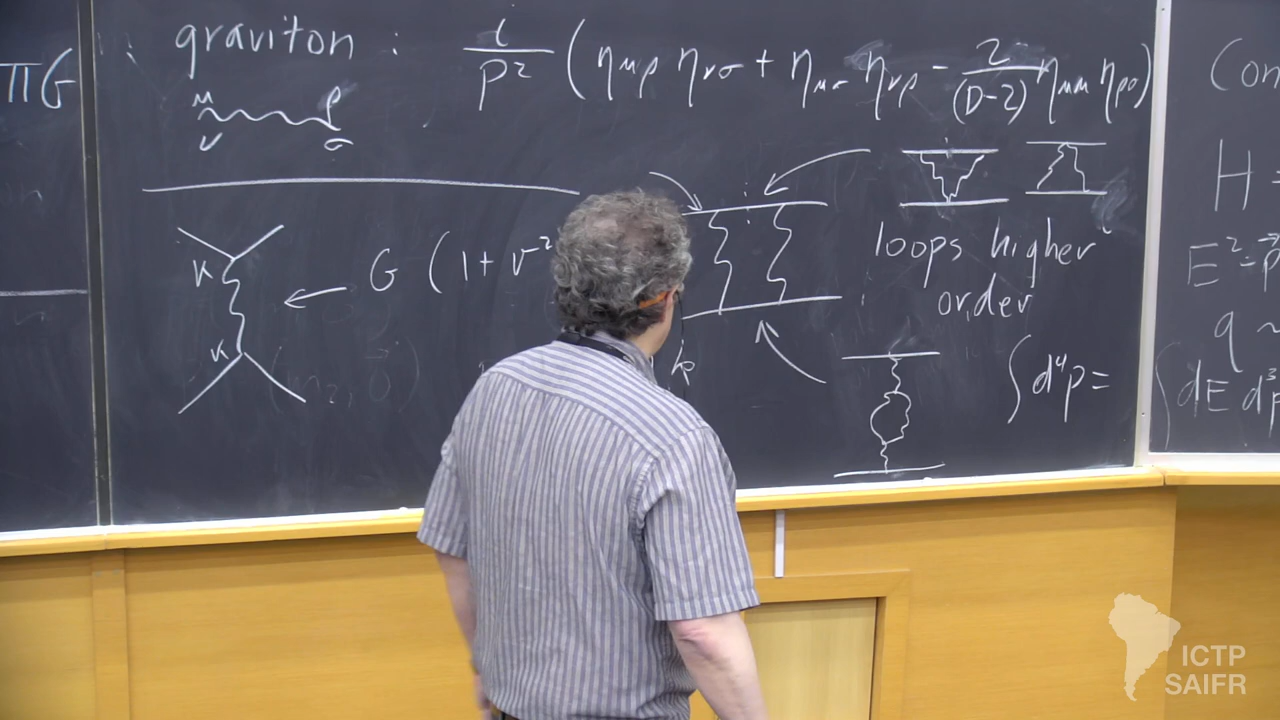 πG
graviton : i/p² (ημρ ηνσ + ημσ ηνρ - 2/(D-2) ημν ηρσ)
μ ρ
ν σ
κ
κ
G (1 + v²
loops higher
order
∫ d⁴p =
(on
H =
E² = p
q ~
∫ dE d³p
ICTP
SAIFR